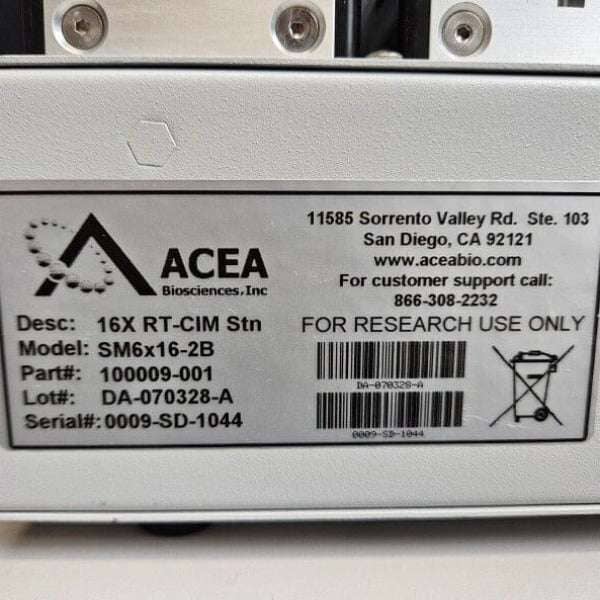 ACEA
Biosciences, Inc
11585 Sorrento Valley Rd. Ste. 103
San Diego, CA 92121
www.aceabio.com
For customer support call:
866-308-2232
FOR RESEARCH USE ONLY
Desc: 16X RT-CIM Stn
Model: SM6x16-2B
Part#: 100009-001
Lot#: DA-070328-A
Serial#: 0009-SD-1044
DA-070328-A
0009-SD-1044